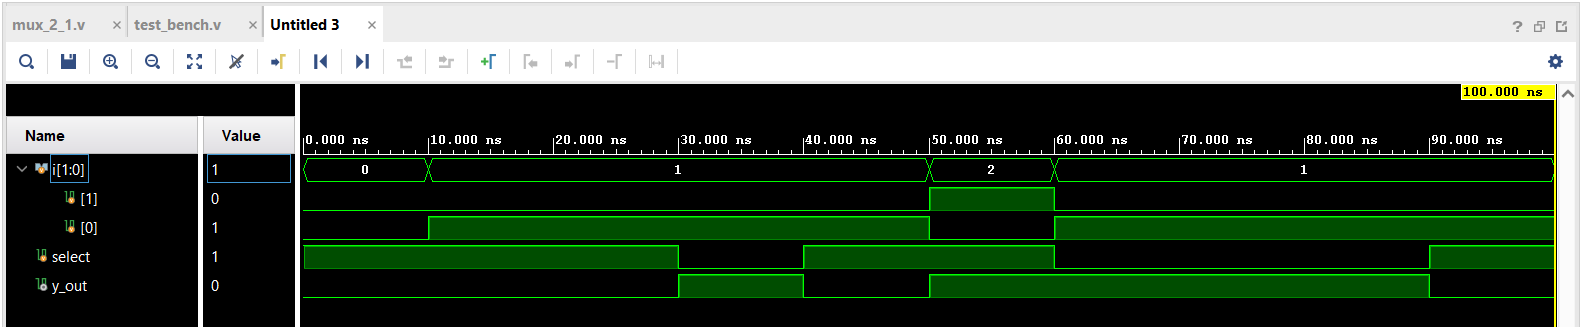 mux_2_1.v × test_bench.v × Untitled 3 ×
?
100.000 ns
Name Value
0.000 ns 10.000 ns 20.000 ns 30.000 ns 40.000 ns 50.000 ns 60.000 ns 70.000 ns 80.000 ns 90.000 ns
i[1:0] 1 0 1 2 1
[1] 0
[0] 1
select 1
y_out 0